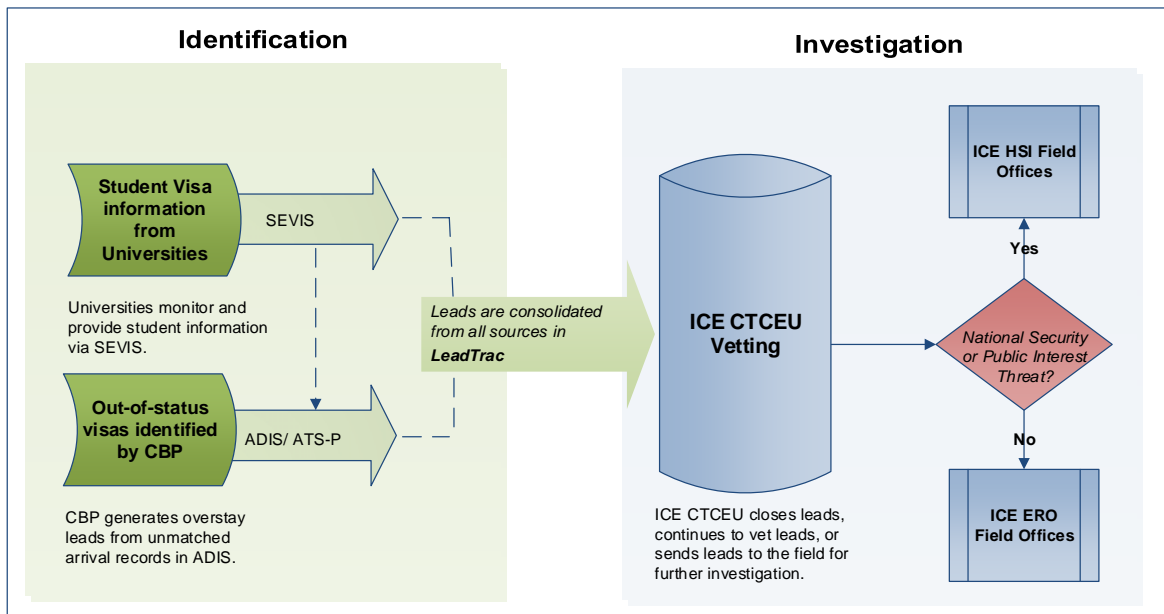 Identification
Student Visa
information
from
Universities
SEVIS
Universities monitor and
provide student information
via SEVIS.
Out-of-status
visas identified
by CBP
ADIS/ ATS-P
CBP generates overstay
leads from unmatched
arrival records in ADIS.
Leads are consolidated
from all sources in
LeadTrac
Investigation
ICE CTCEU
Vetting
ICE CTCEU closes leads,
continues to vet leads, or
sends leads to the field for
further investigation.
ICE HSI Field
Offices
Yes
National Security
or Public Interest
Threat?
No
ICE ERO
Field Offices